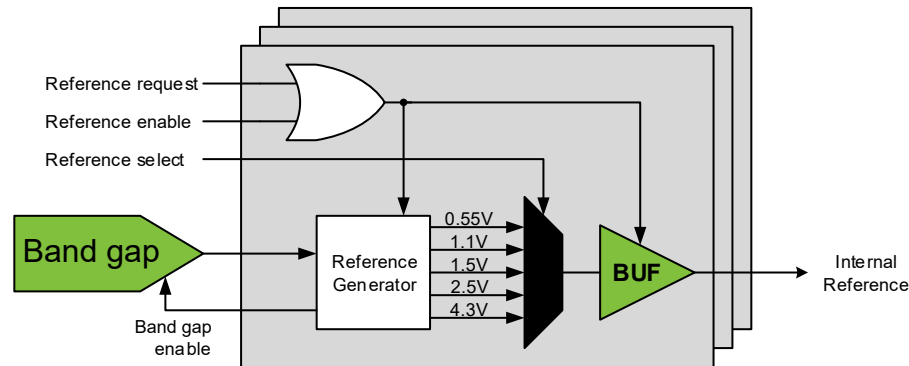 Reference request
Reference enable
Reference select
Band gap
Reference
Generator
0.55V
1.1V
1.5V
2.5V
4.3V
BUF
Internal
Reference
Band gap
enable